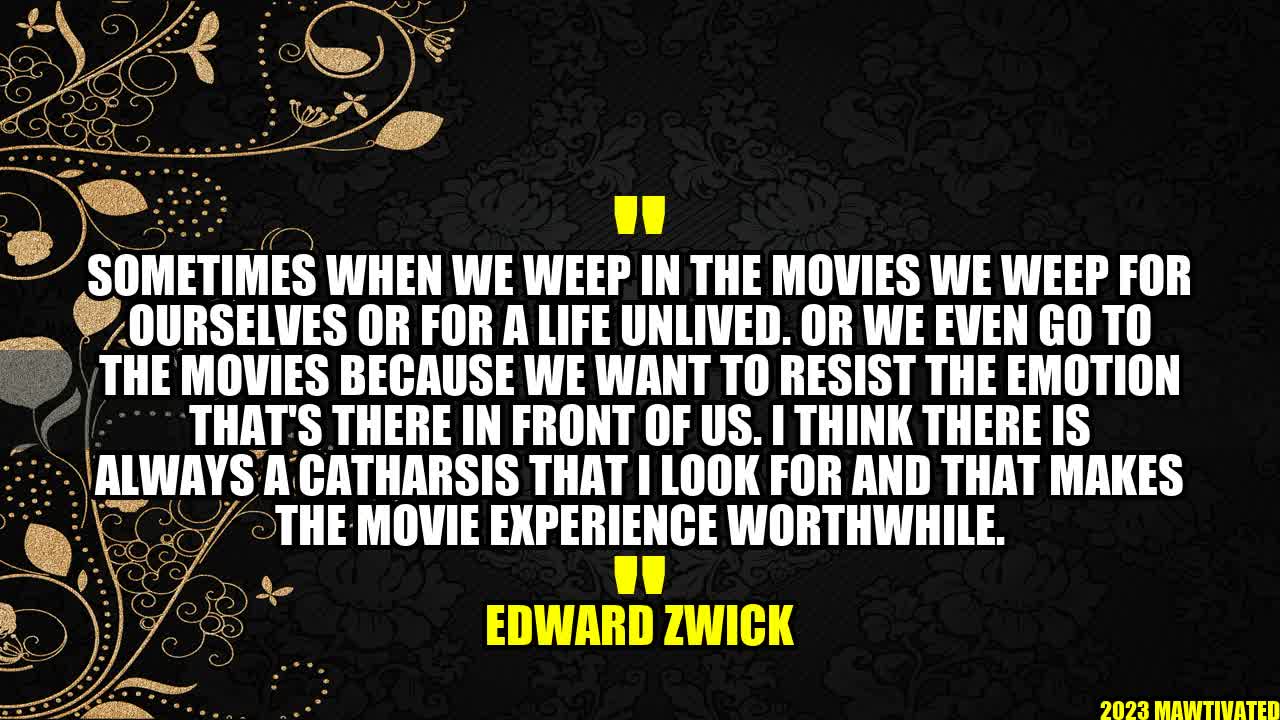 "
SOMETIMES WHEN WE WEEP IN THE MOVIES WE WEEP FOR
OURSELVES OR FOR A LIFE UNLIVED. OR WE EVEN GO TO
THE MOVIES BECAUSE WE WANT TO RESIST THE EMOTION
THAT'S THERE IN FRONT OF US. I THINK THERE IS
ALWAYS A CATHARSIS THAT I LOOK FOR AND THAT MAKES
THE MOVIE EXPERIENCE WORTHWHILE.
"
EDWARD ZWICK
2023 MAWTIVATED